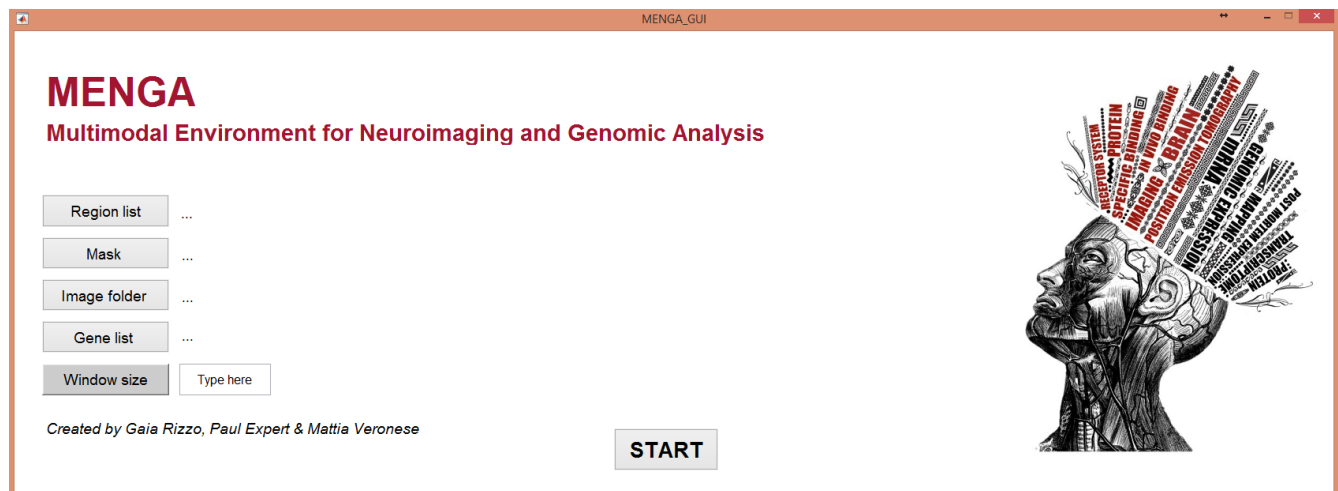 MENGA_GUI
MENGA
Multimodal Environment for Neuroimaging and Genomic Analysis
Region list ...
Mask ...
Image folder ...
Gene list ...
Window size Type here
Created by Gaia Rizzo, Paul Expert & Mattia Veronese
START
RECEPTOR SYSTEM
PROTEIN
SPECIFIC BINDING
IN VIVO BINDING
IMAGING BRAIN
POSITRON EMISSION TOMOGRAPHY
MRNA:
GENOMIC EXPRESSION
MAPPING
POST MORTEM EXPRESSION
TRANSCRIPTOME
:PROTEIN